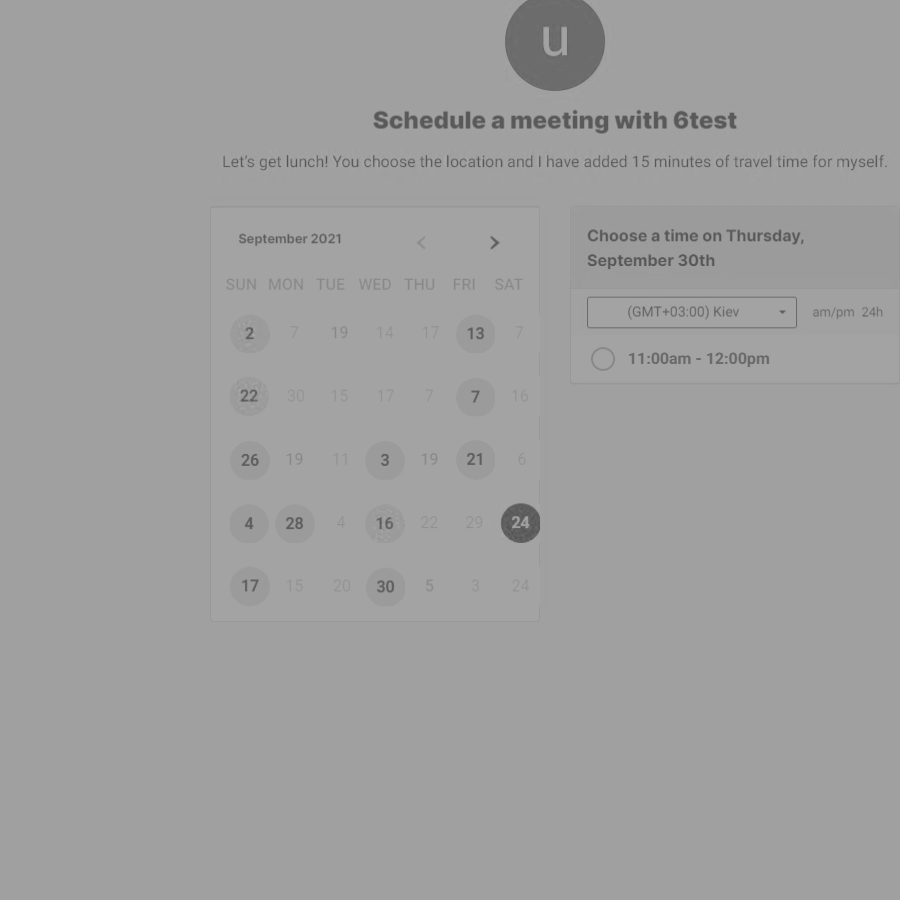 u
Schedule a meeting with 6test
Let's get lunch! You choose the location and I have added 15 minutes of travel time for myself.
September 2021
SUN MON TUE WED THU FRI SAT
2 7 19 14 17 13 7
22 30 15 17 7 7 16
26 19 11 3 19 21 6
4 28 4 16 22 29 24
17 15 20 30 5 3 24
Choose a time on Thursday,
September 30th
(GMT+03:00) Kiev am/pm 24h
11:00am - 12:00pm